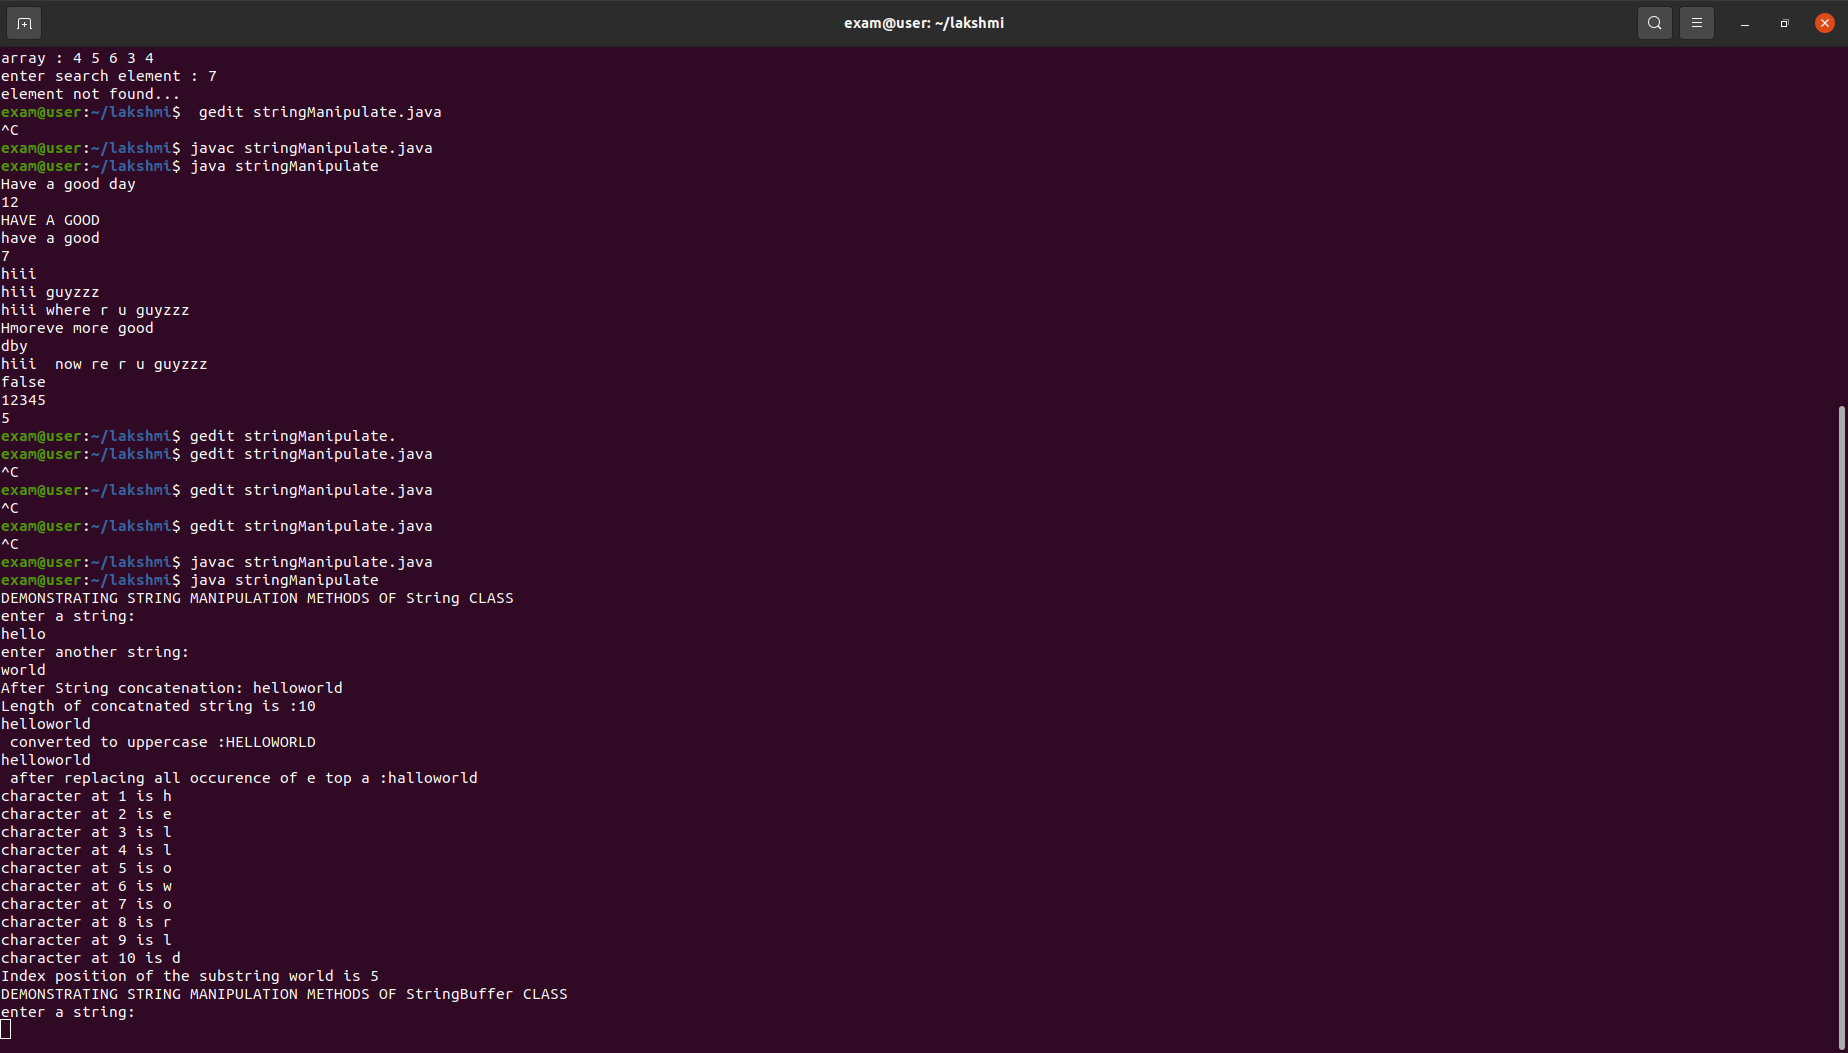 exam@user: ~/lakshmi
array : 4 5 6 3 4
enter search element : 7
element not found...
exam@user:~/lakshmi$  gedit stringManipulate.java
^C
exam@user:~/lakshmi$ javac stringManipulate.java
exam@user:~/lakshmi$ java stringManipulate
Have a good day
12
HAVE A GOOD
have a good
7
hiii
hiii guyzzz
hiii where r u guyzzz
Hmoreve more good
dby
hiii  now re r u guyzzz
false
12345
5
exam@user:~/lakshmi$ gedit stringManipulate.
exam@user:~/lakshmi$ gedit stringManipulate.java
^C
exam@user:~/lakshmi$ gedit stringManipulate.java
^C
exam@user:~/lakshmi$ gedit stringManipulate.java
^C
exam@user:~/lakshmi$ javac stringManipulate.java
exam@user:~/lakshmi$ java stringManipulate
DEMONSTRATING STRING MANIPULATION METHODS OF String CLASS
enter a string:
hello
enter another string:
world
After String concatenation: helloworld
Length of concatnated string is :10
helloworld
 converted to uppercase :HELLOWORLD
helloworld
 after replacing all occurence of e top a :halloworld
character at 1 is h
character at 2 is e
character at 3 is l
character at 4 is l
character at 5 is o
character at 6 is w
character at 7 is o
character at 8 is r
character at 9 is l
character at 10 is d
Index position of the substring world is 5
DEMONSTRATING STRING MANIPULATION METHODS OF StringBuffer CLASS
enter a string: